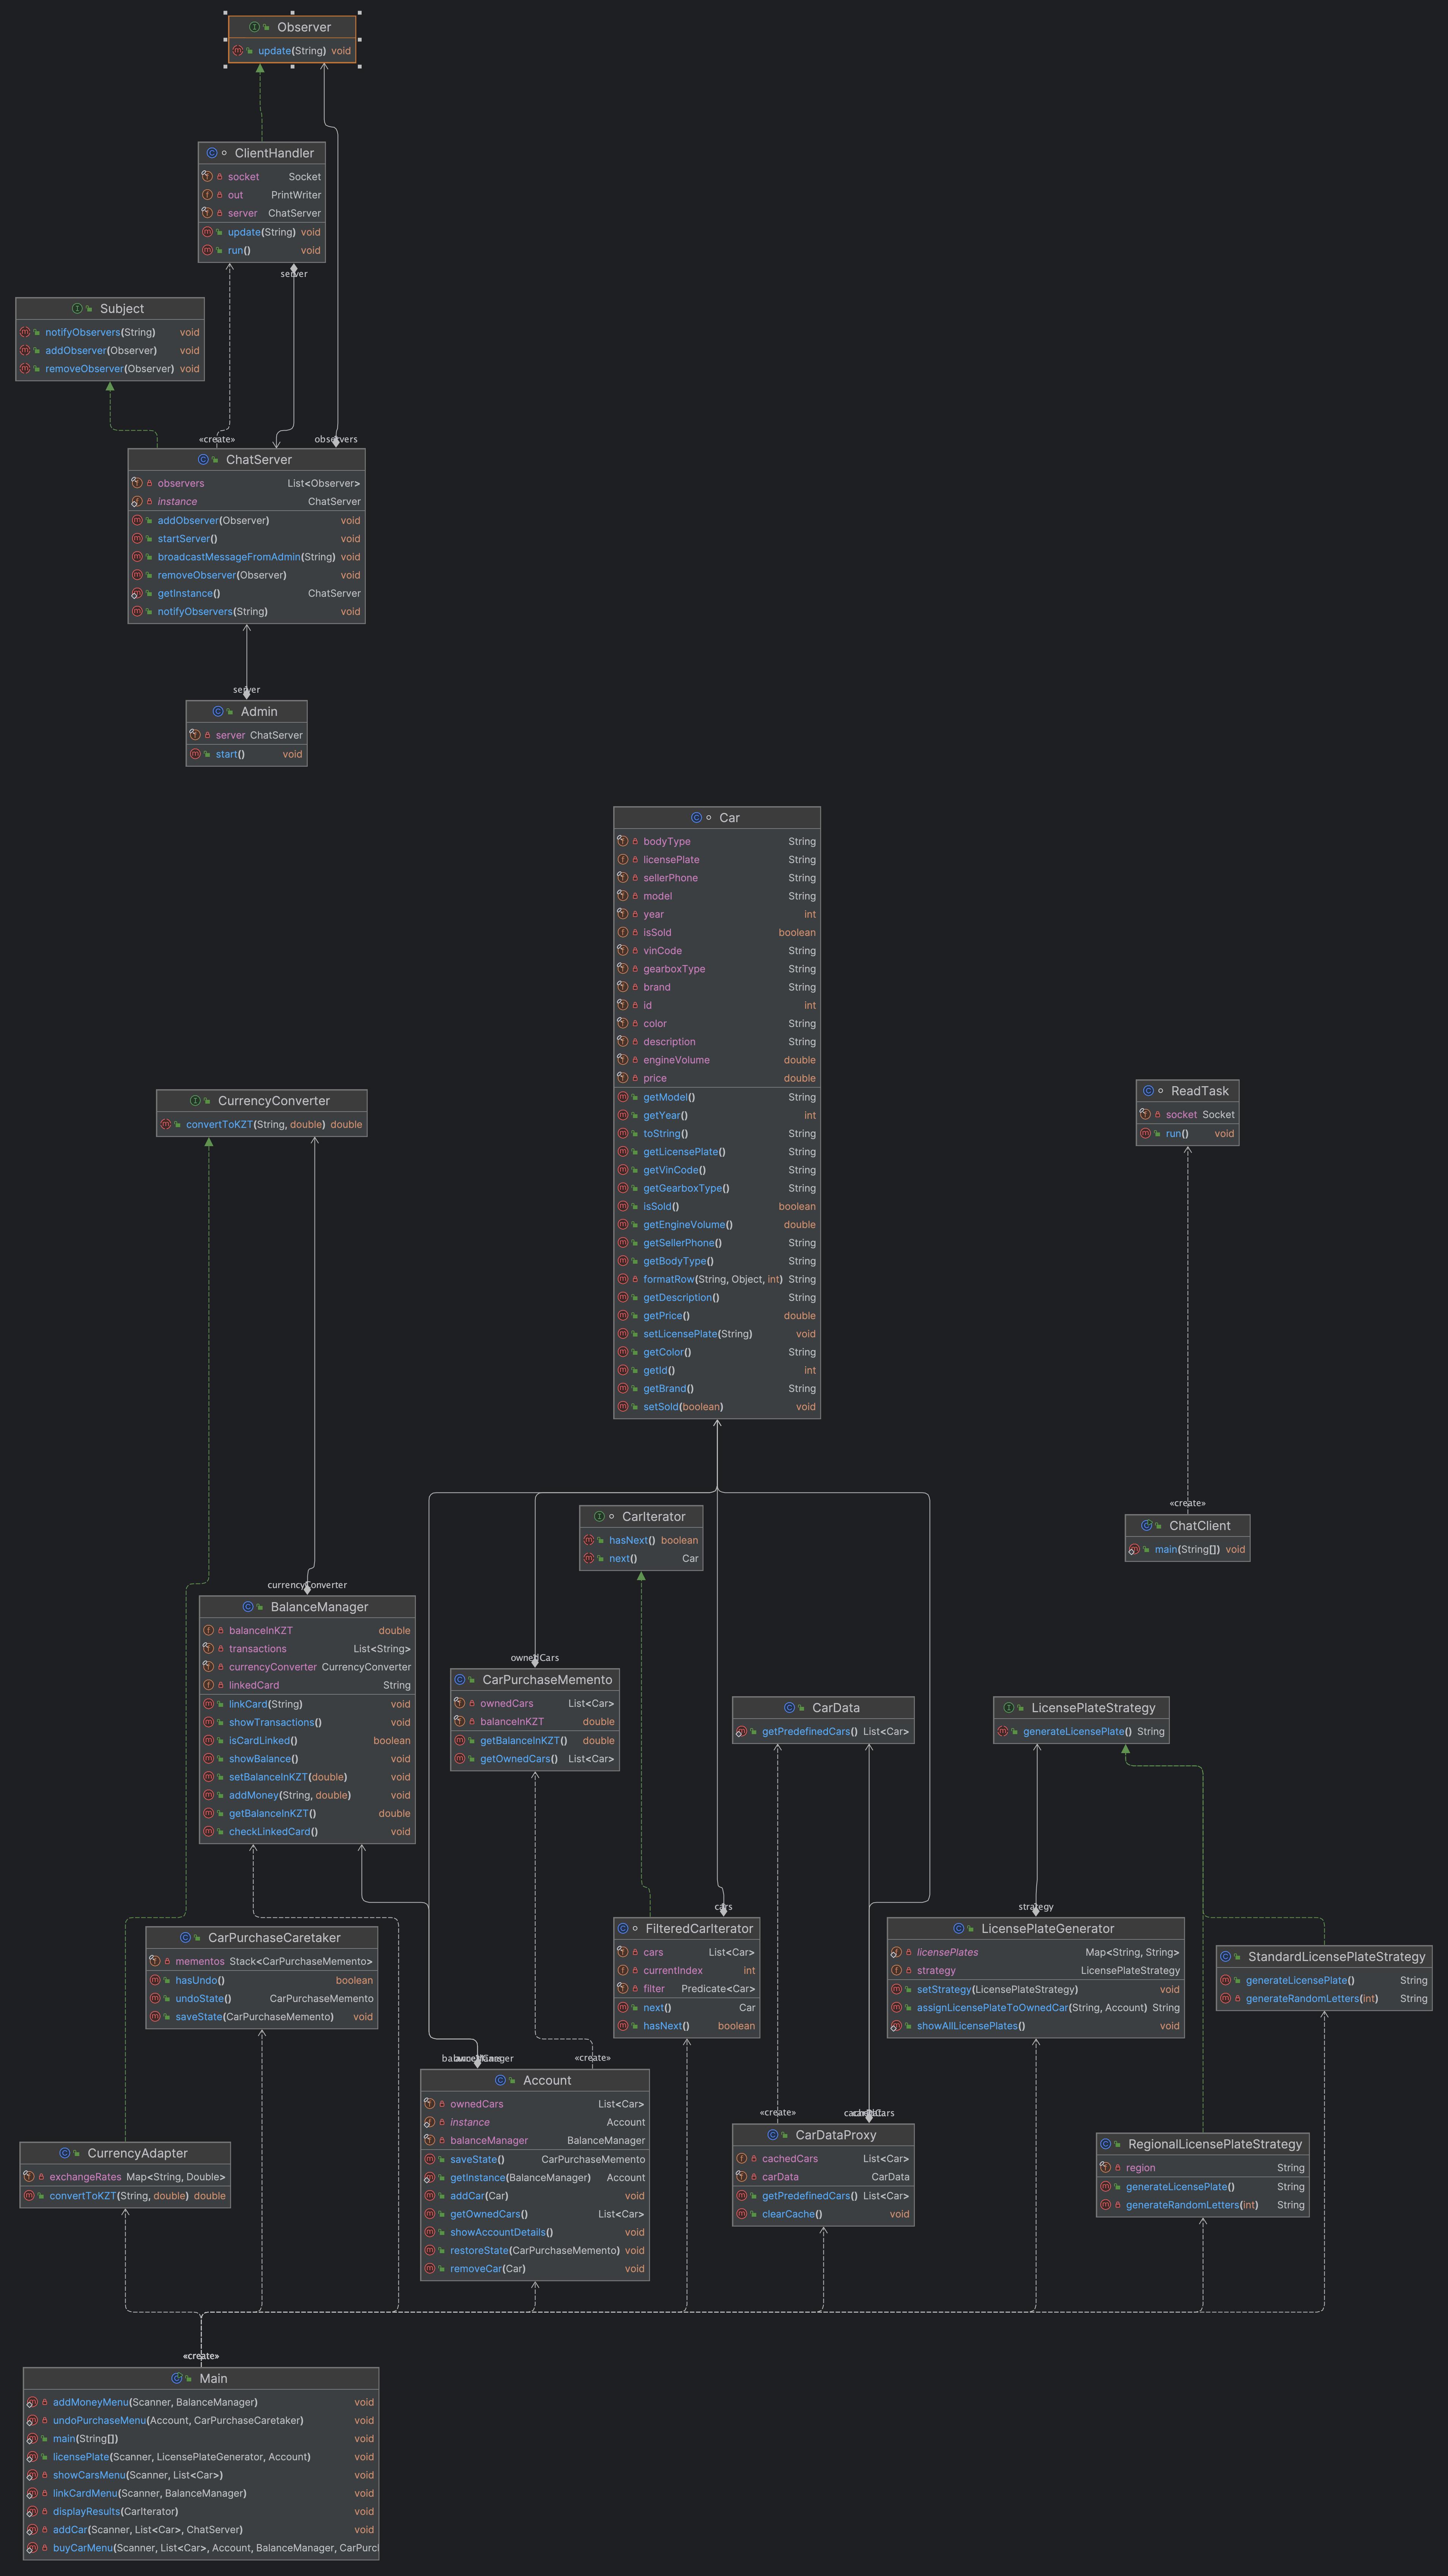 Observer
update(String) void
ClientHandler
socket Socket
out PrintWriter
server ChatServer
update(String) void
run() void
server
Subject
notifyObservers(String) void
addObserver(Observer) void
removeObserver(Observer) void
«create»
observers
ChatServer
observers List<Observer>
instance ChatServer
addObserver(Observer) void
startServer() void
broadcastMessageFromAdmin(String) void
removeObserver(Observer) void
getInstance() ChatServer
notifyObservers(String) void
server
Admin
server ChatServer
start() void
Car
bodyType String
licensePlate String
sellerPhone String
model String
year int
isSold boolean
vinCode String
gearboxType String
brand String
id int
color String
description String
engineVolume double
price double
getModel() String
getYear() int
toString() String
getLicensePlate() String
getVinCode() String
getGearboxType() String
isSold() boolean
getEngineVolume() double
getSellerPhone() String
getBodyType() String
formatRow(String, Object, int) String
getDescription() String
getPrice() double
setLicensePlate(String) void
getColor() String
getId() int
getBrand() String
setSold(boolean) void
CurrencyConverter
convertToKZT(String, double) double
ReadTask
socket Socket
run() void
«create»
ChatClient
main(String[]) void
CarIterator
hasNext() boolean
next() Car
currencyConverter
BalanceManager
balanceInKZT double
transactions List<String>
currencyConverter CurrencyConverter
linkedCard String
linkCard(String) void
showTransactions() void
isCardLinked() boolean
showBalance() void
setBalanceInKZT(double) void
addMoney(String, double) void
getBalanceInKZT() double
checkLinkedCard() void
ownedCars
CarPurchaseMemento
ownedCars List<Car>
balanceInKZT double
getBalanceInKZT() double
getOwnedCars() List<Car>
CarData
getPredefinedCars() List<Car>
LicensePlateStrategy
generateLicensePlate() String
CarPurchaseCaretaker
mementos Stack<CarPurchaseMemento>
hasUndo() boolean
undoState() CarPurchaseMemento
saveState(CarPurchaseMemento) void
cars
FilteredCarIterator
cars List<Car>
currentIndex int
filter Predicate<Car>
next() Car
hasNext() boolean
strategy
LicensePlateGenerator
licensePlates Map<String, String>
strategy LicensePlateStrategy
setStrategy(LicensePlateStrategy) void
assignLicensePlateToOwnedCar(String, Account) String
showAllLicensePlates() void
StandardLicensePlateStrategy
generateLicensePlate() String
generateRandomLetters(int) String
«create»
Account
ownedCars List<Car>
instance Account
balanceManager BalanceManager
saveState() CarPurchaseMemento
getInstance(BalanceManager) Account
addCar(Car) void
getOwnedCars() List<Car>
showAccountDetails() void
restoreState(CarPurchaseMemento) void
removeCar(Car) void
«create»
CarDataProxy
cachedCars List<Car>
carData CarData
getPredefinedCars() List<Car>
clearCache() void
CurrencyAdapter
exchangeRates Map<String, Double>
convertToKZT(String, double) double
RegionalLicensePlateStrategy
region String
generateLicensePlate() String
generateRandomLetters(int) String
«create»
Main
addMoneyMenu(Scanner, BalanceManager) void
undoPurchaseMenu(Account, CarPurchaseCaretaker) void
main(String[]) void
licensePlate(Scanner, LicensePlateGenerator, Account) void
showCarsMenu(Scanner, List<Car>) void
linkCardMenu(Scanner, BalanceManager) void
displayResults(CarIterator) void
addCar(Scanner, List<Car>, ChatServer) void
buyCarMenu(Scanner, List<Car>, Account, BalanceManager, CarPurcl